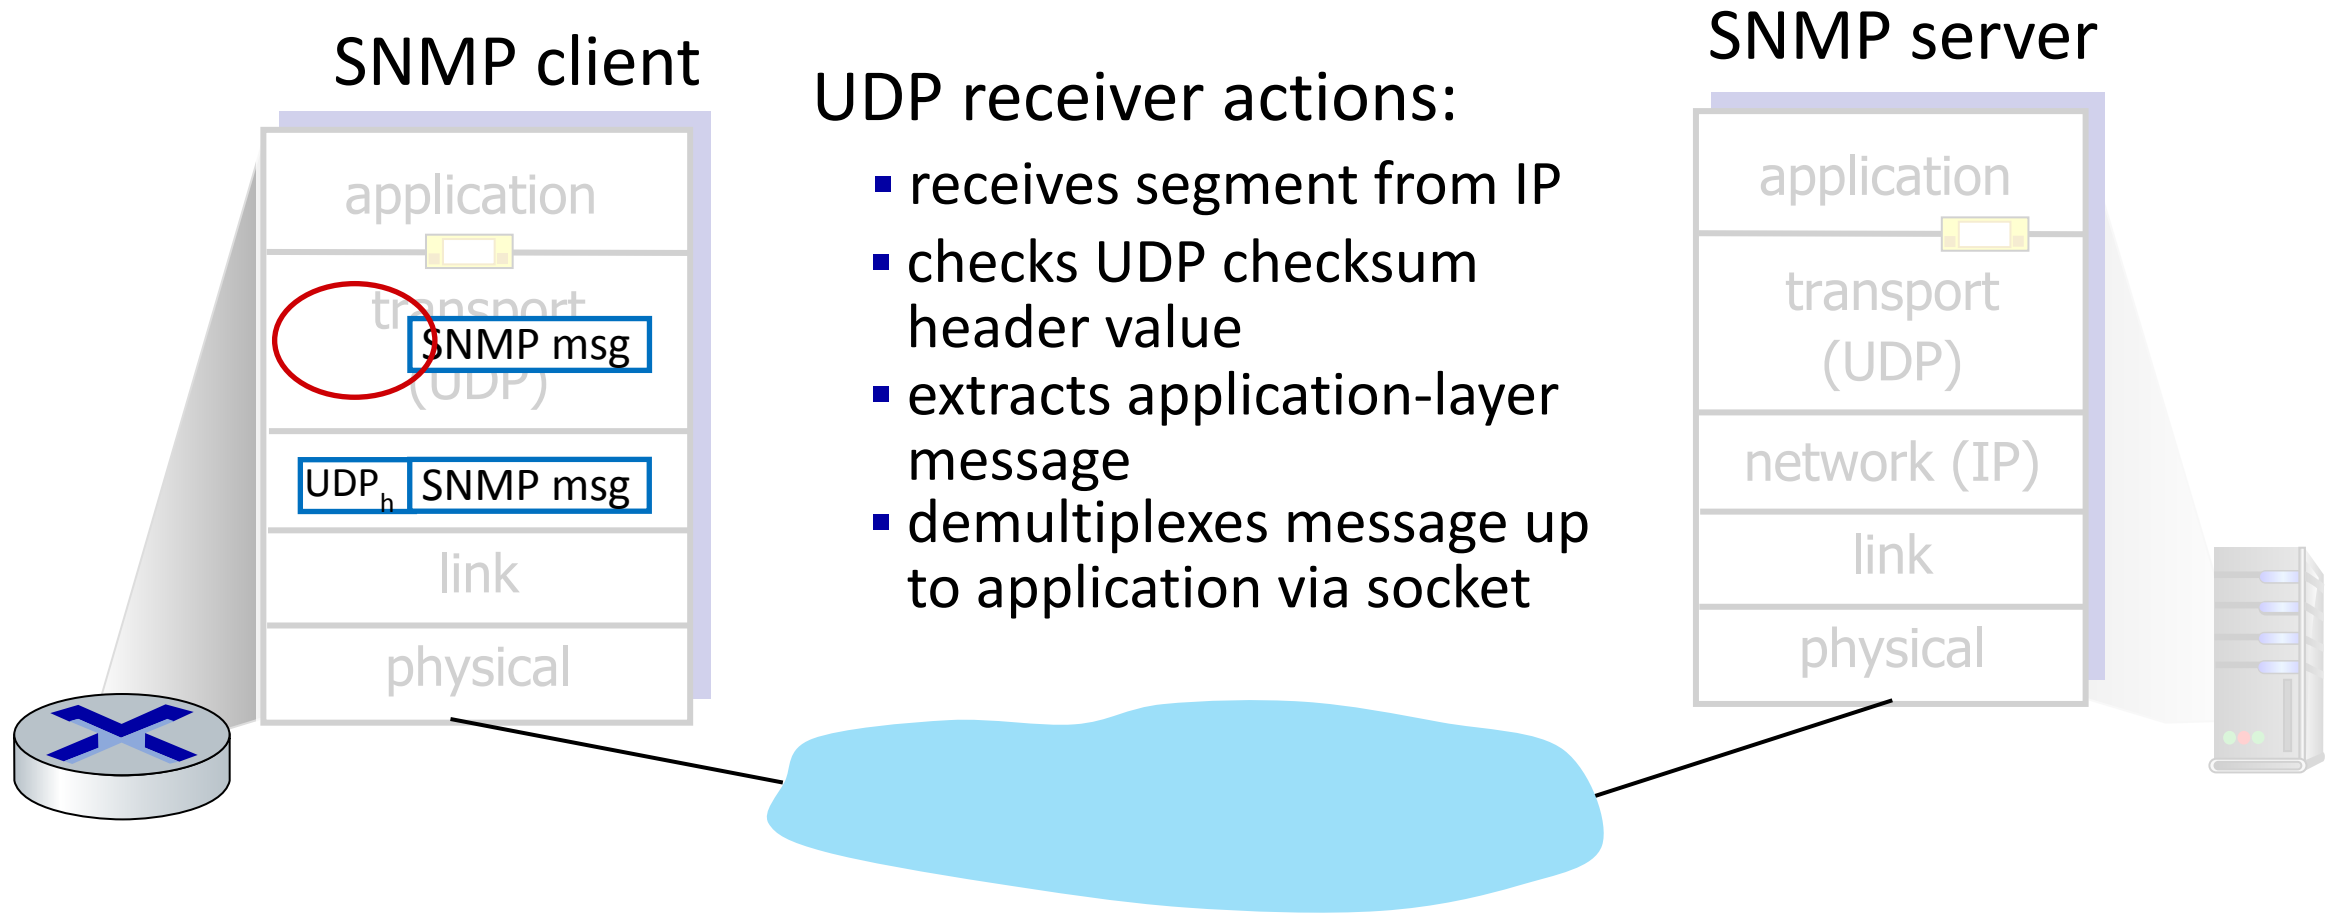 SNMP client
application
transport
SNMP msg
(UDP)
UDPh SNMP msg
link
physical
UDP receiver actions:
receives segment from IP
checks UDP checksum
header value
extracts application-layer
message
demultiplexes message up
to application via socket
SNMP server
application
transport
(UDP)
network (IP)
link
physical